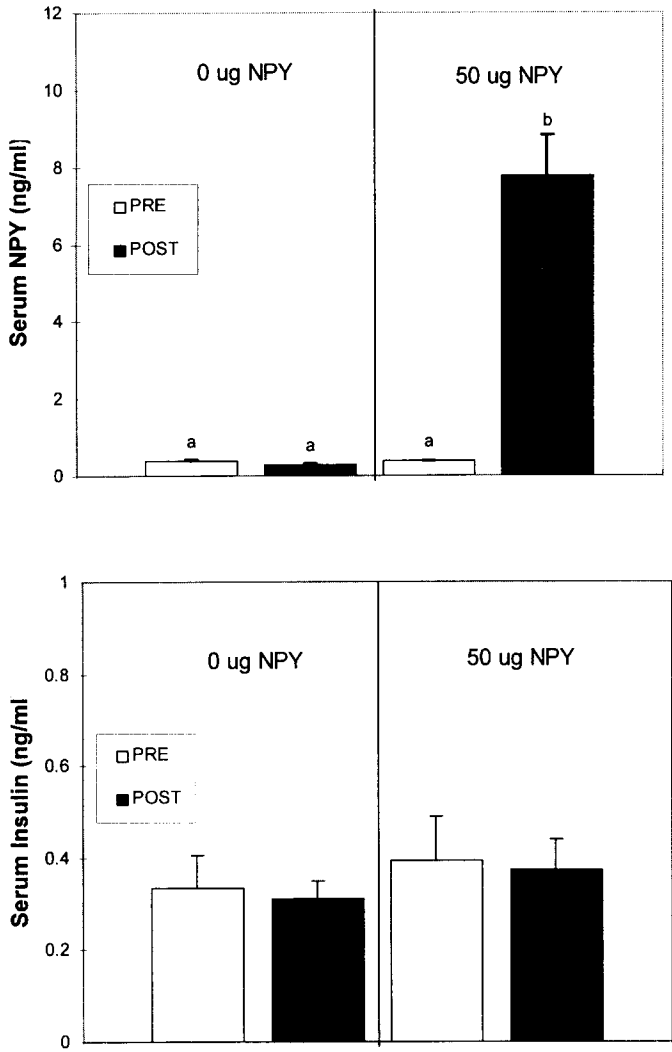 12
0 ug NPY
50 ug NPY
10
b
8
Serum NPY (ng/ml)
PRE
6
POST
4
2
a
a
a
0
1
0.8
0 ug NPY
50 ug NPY
Serum Insulin (ng/ml)
PRE
0.6
POST
0.4
0.2
0